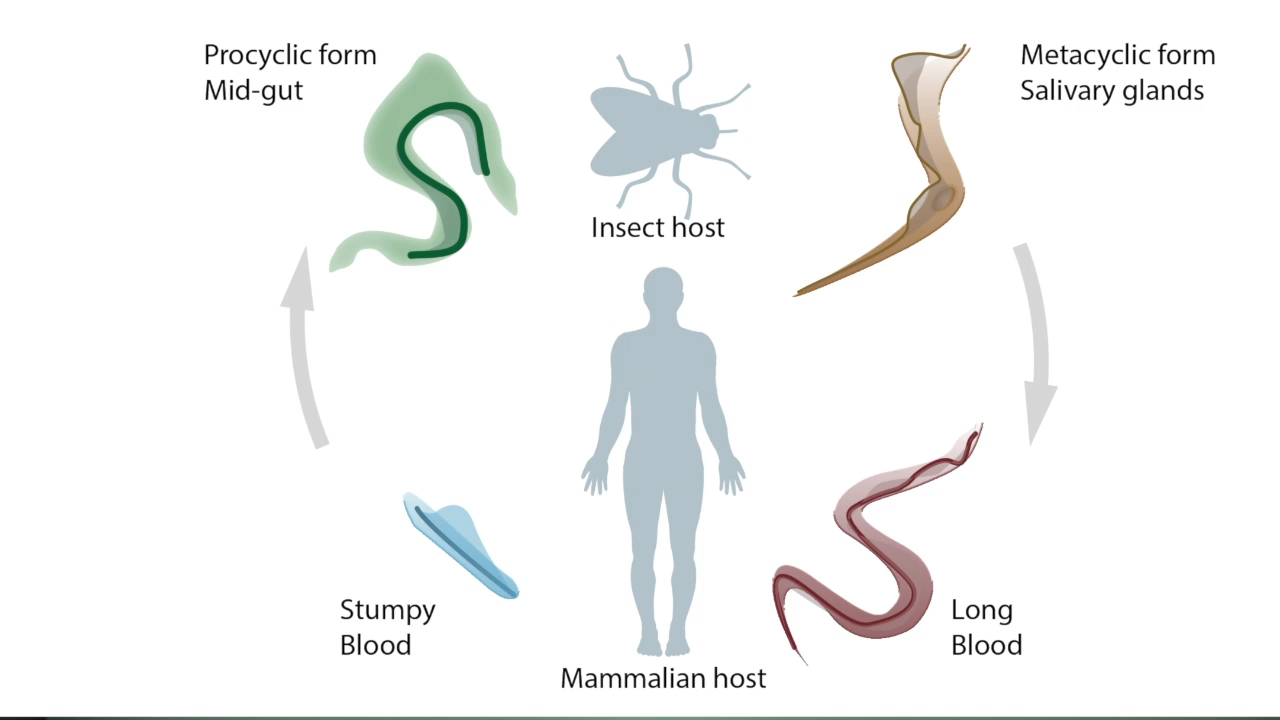 Procyclic form
Mid-gut
Metacyclic form
Salivary glands
Insect host
Stumpy
Blood
Long
Blood
Mammalian host